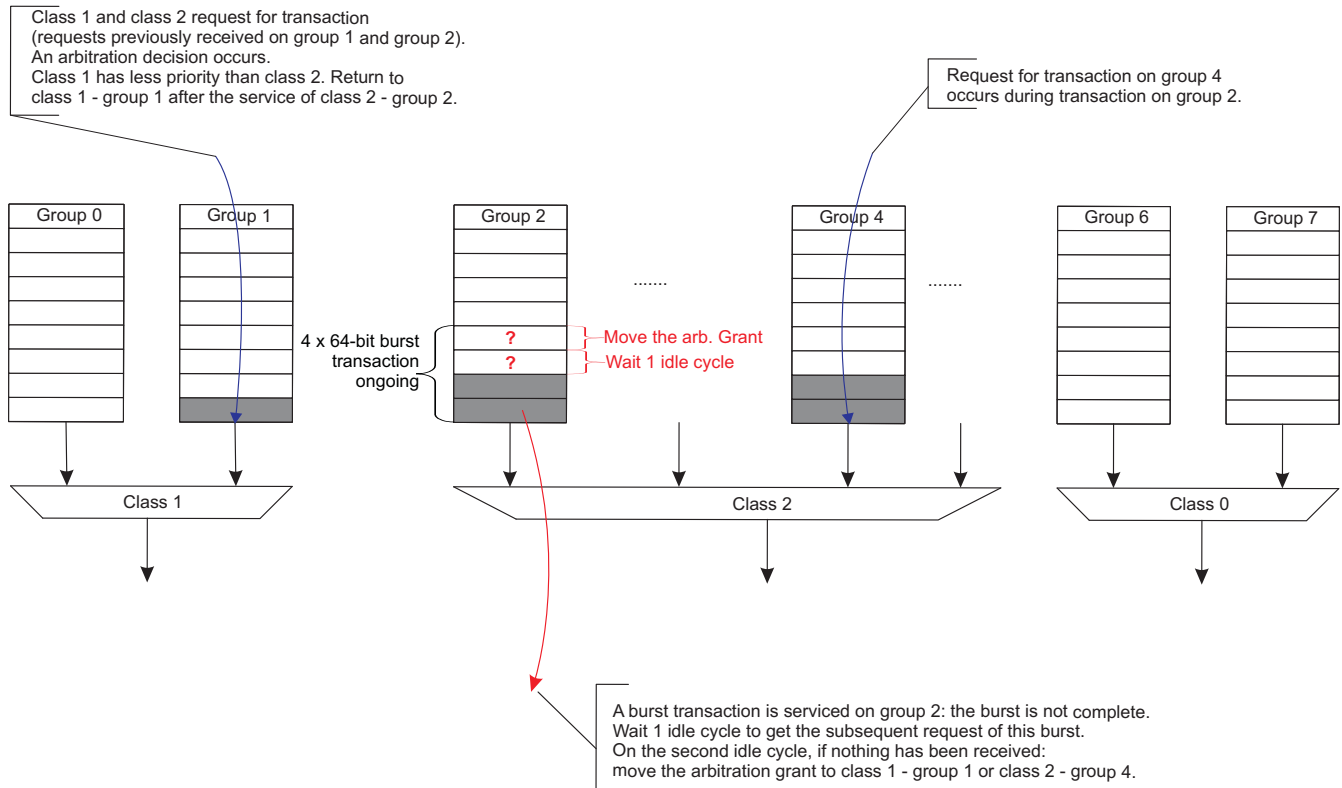 Class 1 and class 2 request for transaction
(requests previously received on group 1 and group 2).
An arbitration decision occurs.
Class 1 has less priority than class 2. Return to
class 1 - group 1 after the service of class 2 - group 2.
Request for transaction on group 4
occurs during transaction on group 2.
Group 0
Group 1
Group 2
Group 4
Group 6
Group 7
.......
.......
4 x 64-bit burst
transaction
ongoing
?
Move the arb. Grant
?
Wait 1 idle cycle
Class 1
Class 2
Class 0
A burst transaction is serviced on group 2: the burst is not complete.
Wait 1 idle cycle to get the subsequent request of this burst.
On the second idle cycle, if nothing has been received:
move the arbitration grant to class 1 - group 1 or class 2 - group 4.